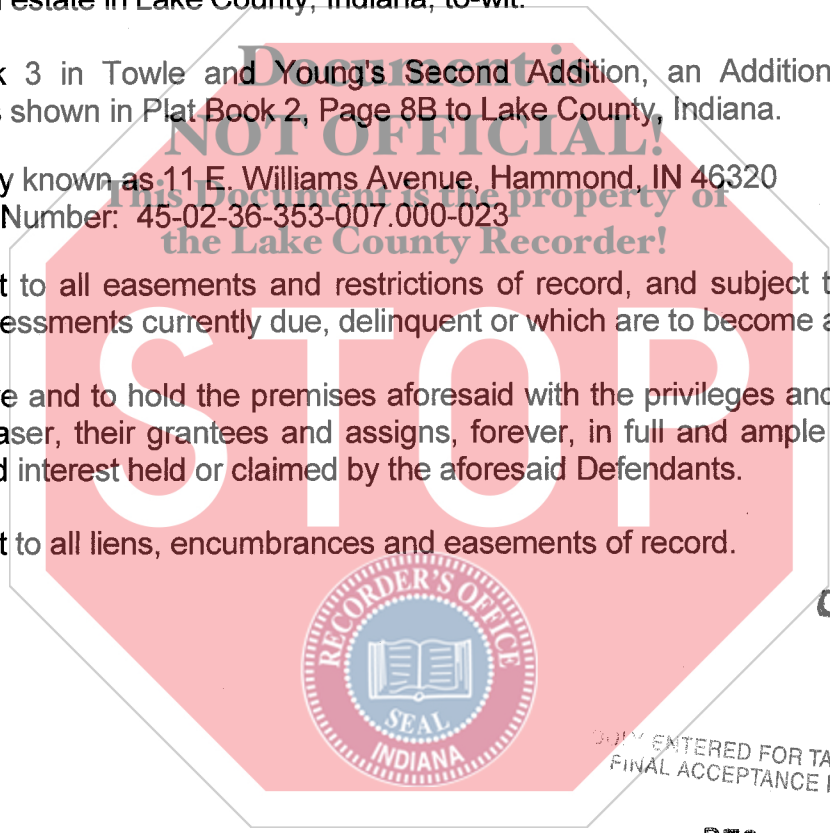 estate in Lake County, Indiana, to-wit:
k 3 in Towle and Young's Second Addition, an Addition
s shown in Plat Book 2, Page 8B to Lake County, Indiana.
y known as 11 E. Williams Avenue, Hammond, IN 46320
Number: 45-02-36-353-007.000-023
t to all easements and restrictions of record, and subject t
essments currently due, delinquent or which are to become a
e and to hold the premises aforesaid with the privileges and
aser, their grantees and assigns, forever, in full and ample
d interest held or claimed by the aforesaid Defendants.
t to all liens, encumbrances and easements of record.
Document is
NOT OFFICIAL!
This Document is the property of
the Lake County Recorder!
STOP
RECORDER'S OFFICE
SEAL
INDIANA
ENTERED FOR TA
FINAL ACCEPTANCE